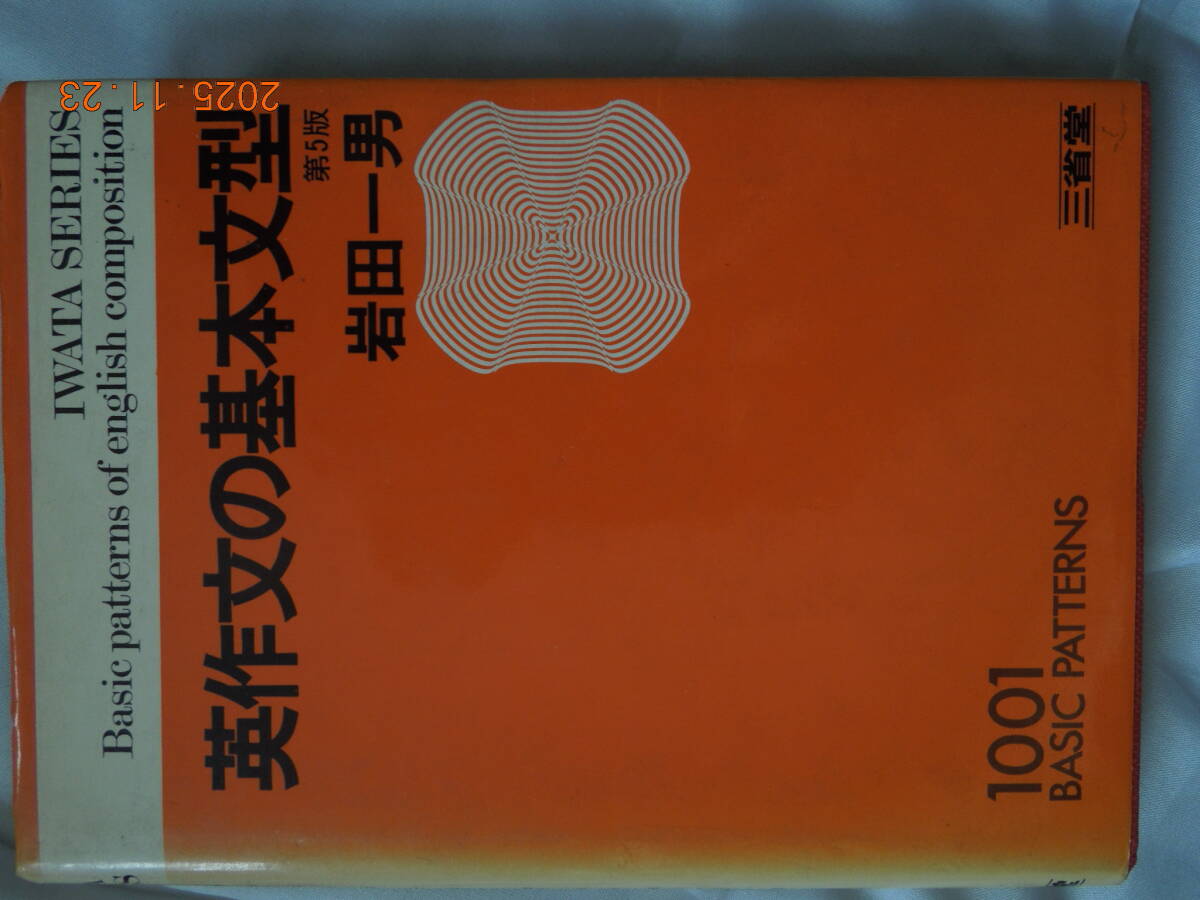 IWATA SERIES
Basic patterns of english composition
英作文の基本文型
第5版
岩田一男
1001
BASIC PATTERNS
三省堂
2025.11.23